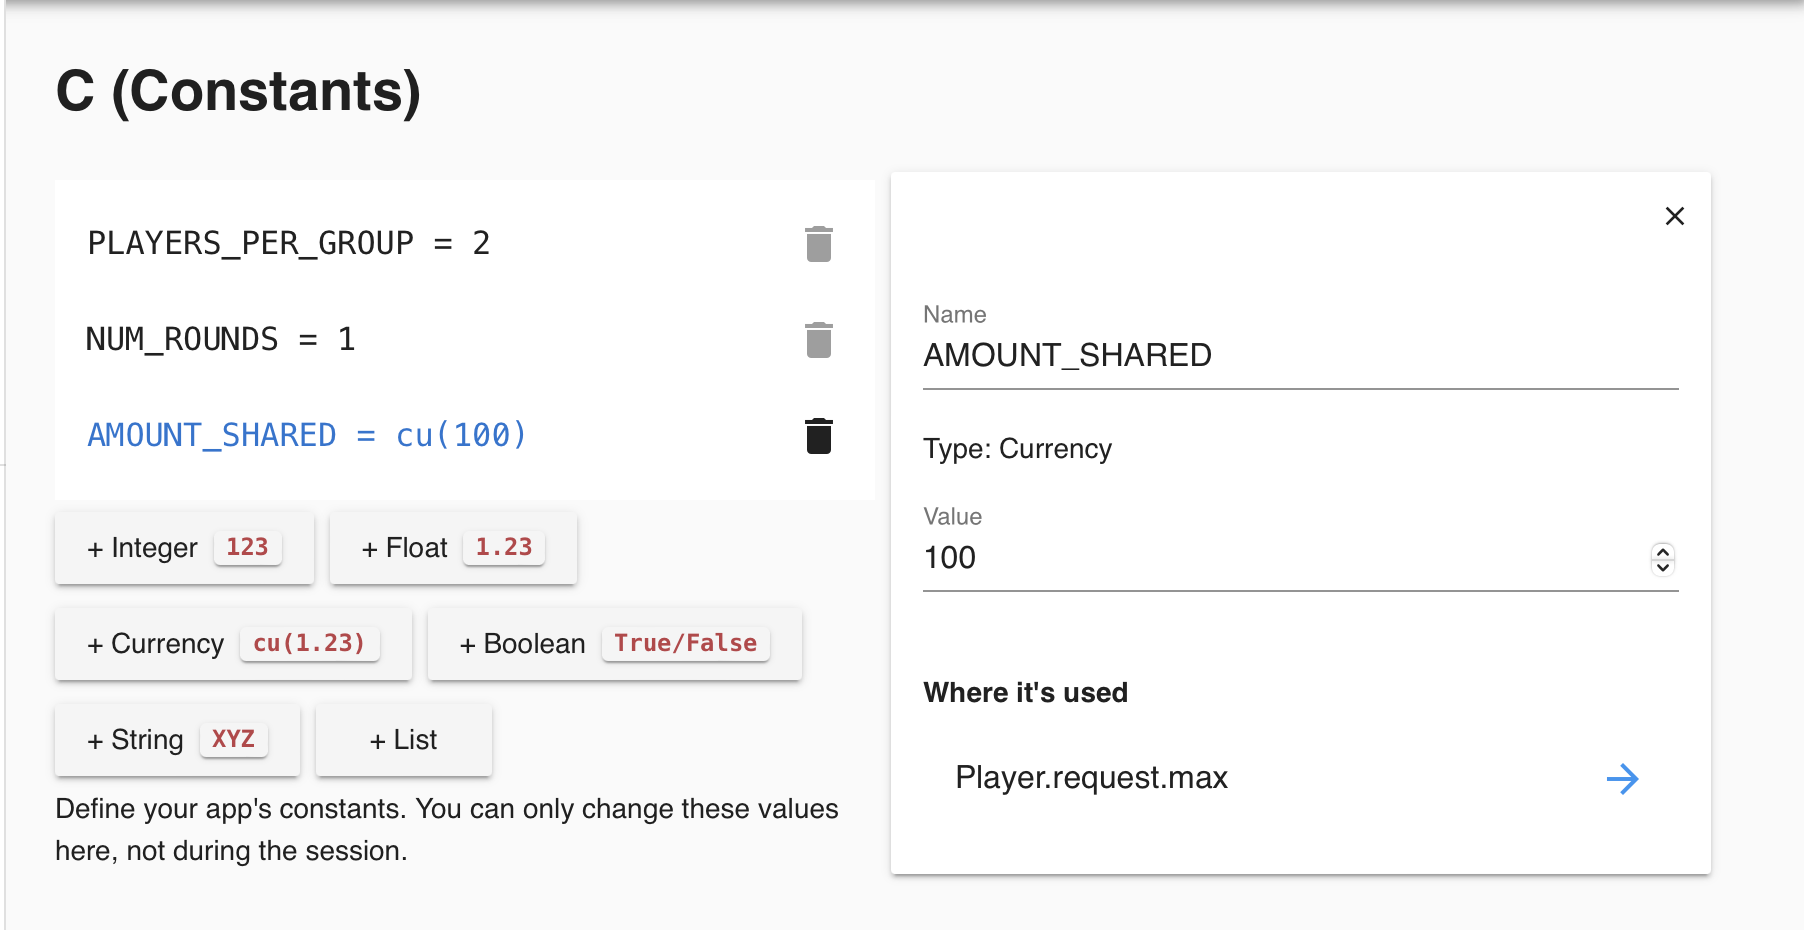 C (Constants)
PLAYERS_PER_GROUP = 2
NUM_ROUNDS = 1
AMOUNT_SHARED = cu(100)
+ Integer 123
+ Float 1.23
+ Currency cu(1.23)
+ Boolean True/False
+ String XYZ
+ List
Define your app's constants. You can only change these values
here, not during the session.
Name
AMOUNT_SHARED
Type: Currency
Value
100
Where it's used
Player.request.max